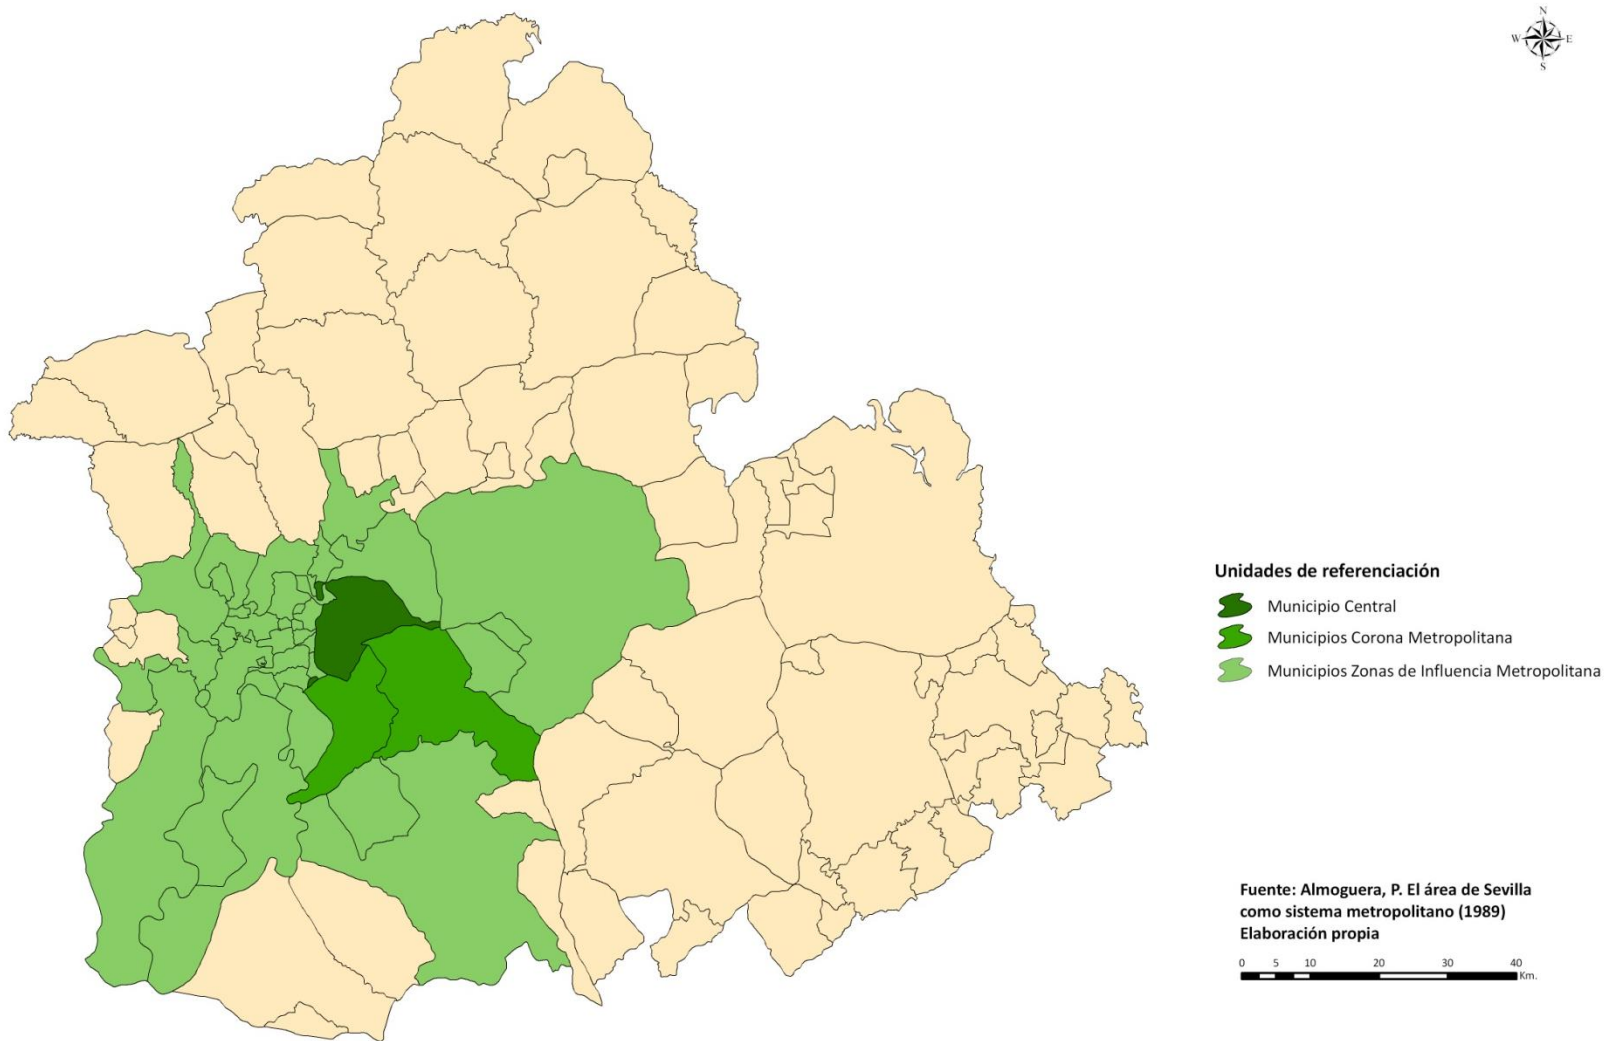 N
W E
S
Unidades de referenciación
Municipio Central
Municipios Corona Metropolitana
Municipios Zonas de Influencia Metropolitana
Fuente: Almoguera, P. El área de Sevilla
como sistema metropolitano (1989)
Elaboración propia
0 5 10 20 30 40
Km.